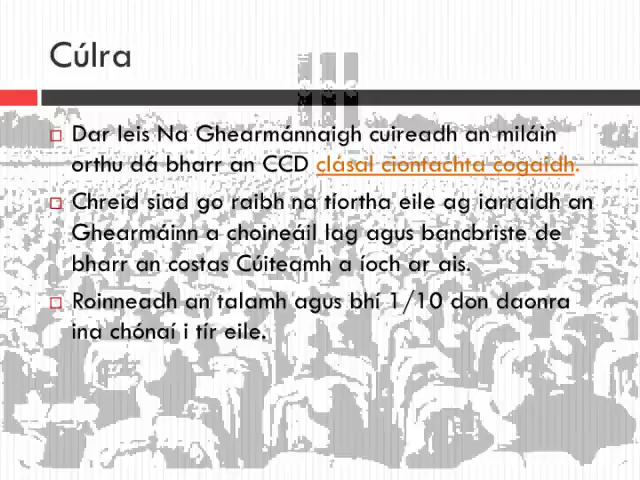 Cúlra
Dar leis Na Ghearmánnaigh cuireadh an miláin
orthu dá bharr an CCD clásal ciontachta cogaidh.
Chreid siad go raibh na tíortha eile ag iarraidh an
Ghearmáinn a choineáil lag agus bancbriste de
bharr an costas Cúiteamh a íoch ar ais.
Roinneadh an talamh agus bhí 1/10 don daonra
ina chónaí i tír eile.